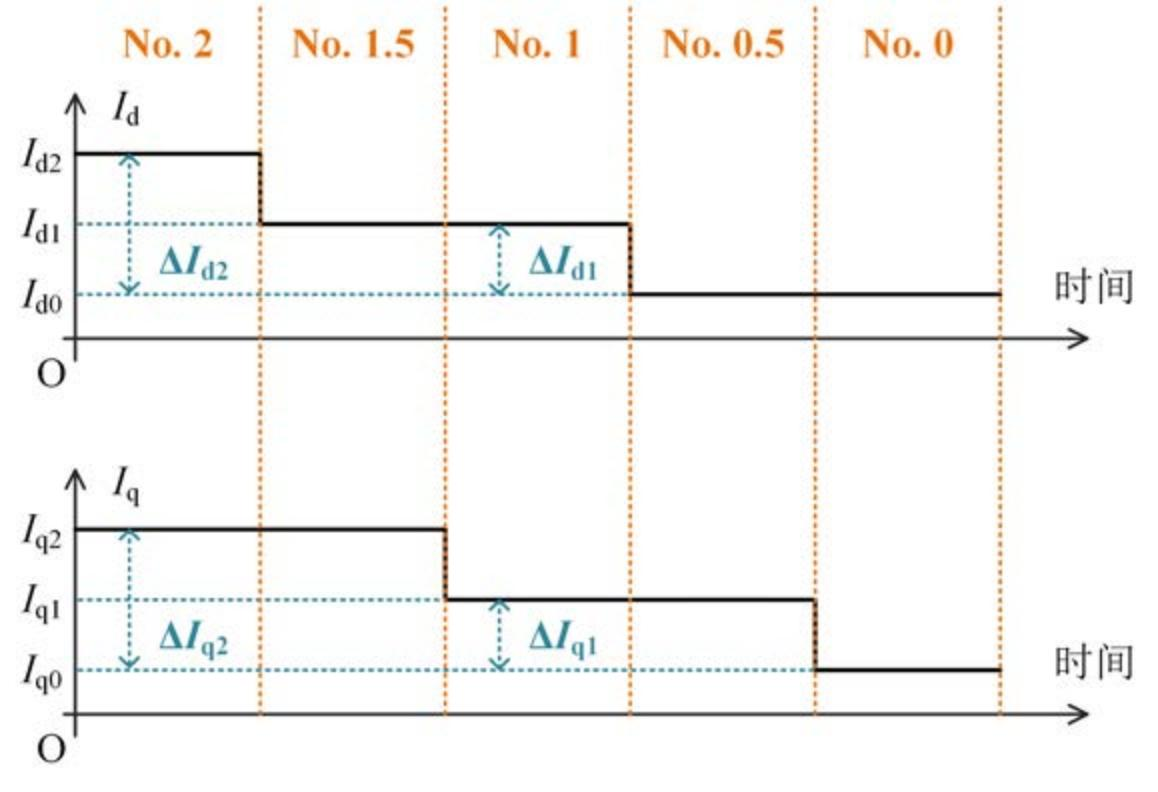 No. 2 No. 1.5 No. 1 No. 0.5 No. 0
Id
Id2
Id1
ΔId2 ΔId1
Id0
时间
O
Iq
Iq2
Iq1
ΔIq2 ΔIq1
Iq0
时间
O